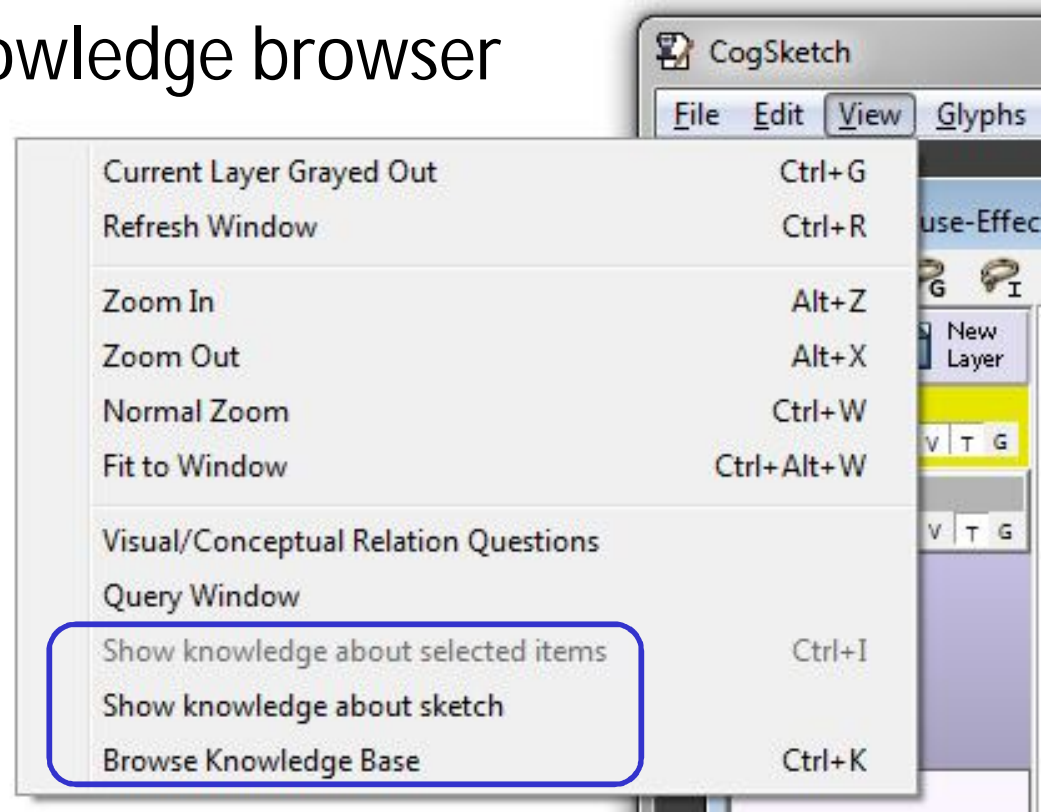 owledge browser
CogSketch
File Edit View Glyphs
Current Layer Grayed Out Ctrl+G
Refresh Window Ctrl+R
use-Effec
G I
Zoom In Alt+Z
New
Layer
Zoom Out Alt+X
Normal Zoom Ctrl+W
V T G
Fit to Window Ctrl+Alt+W
Visual/Conceptual Relation Questions
V T G
Query Window
Show knowledge about selected items Ctrl+I
Show knowledge about sketch
Browse Knowledge Base Ctrl+K